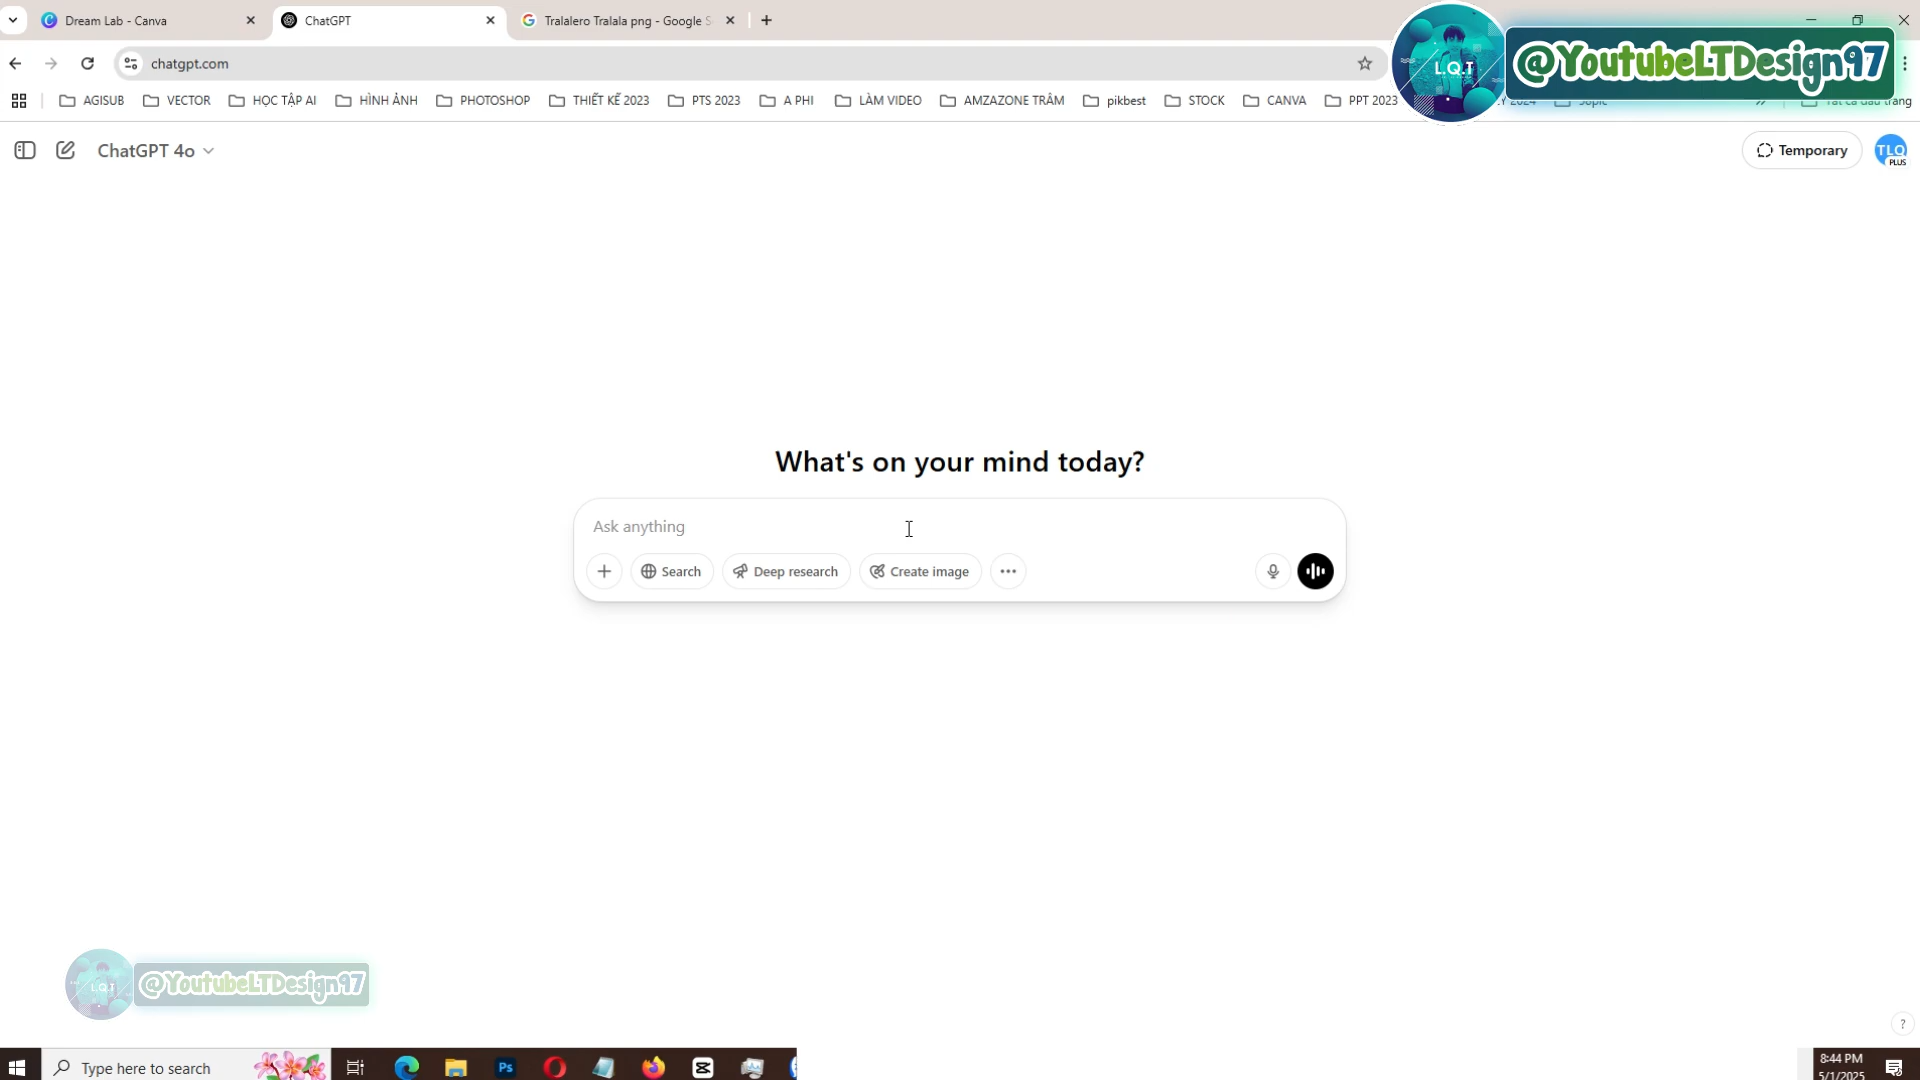 Dream Lab - Canva
ChatGPT
Tralalero Tralala png - Google S
chatgpt.com
L.Q.T
@YoutubeLTDesign97
AGISUB
VECTOR
HỌC TẬP AI
HÌNH ẢNH
PHOTOSHOP
THIẾT KẾ 2023
PTS 2023
A PHI
LÀM VIDEO
AMZAZONE TRÂM
pikbest
STOCK
CANVA
PPT 2023
ChatGPT 4o
Temporary
TLQ
PLUS
What's on your mind today?
Ask anything
Search
Deep research
Create image
L.Q.T
@YoutubeLTDesign97
?
Type here to search
Ps
8:44 PM
5/1/2025